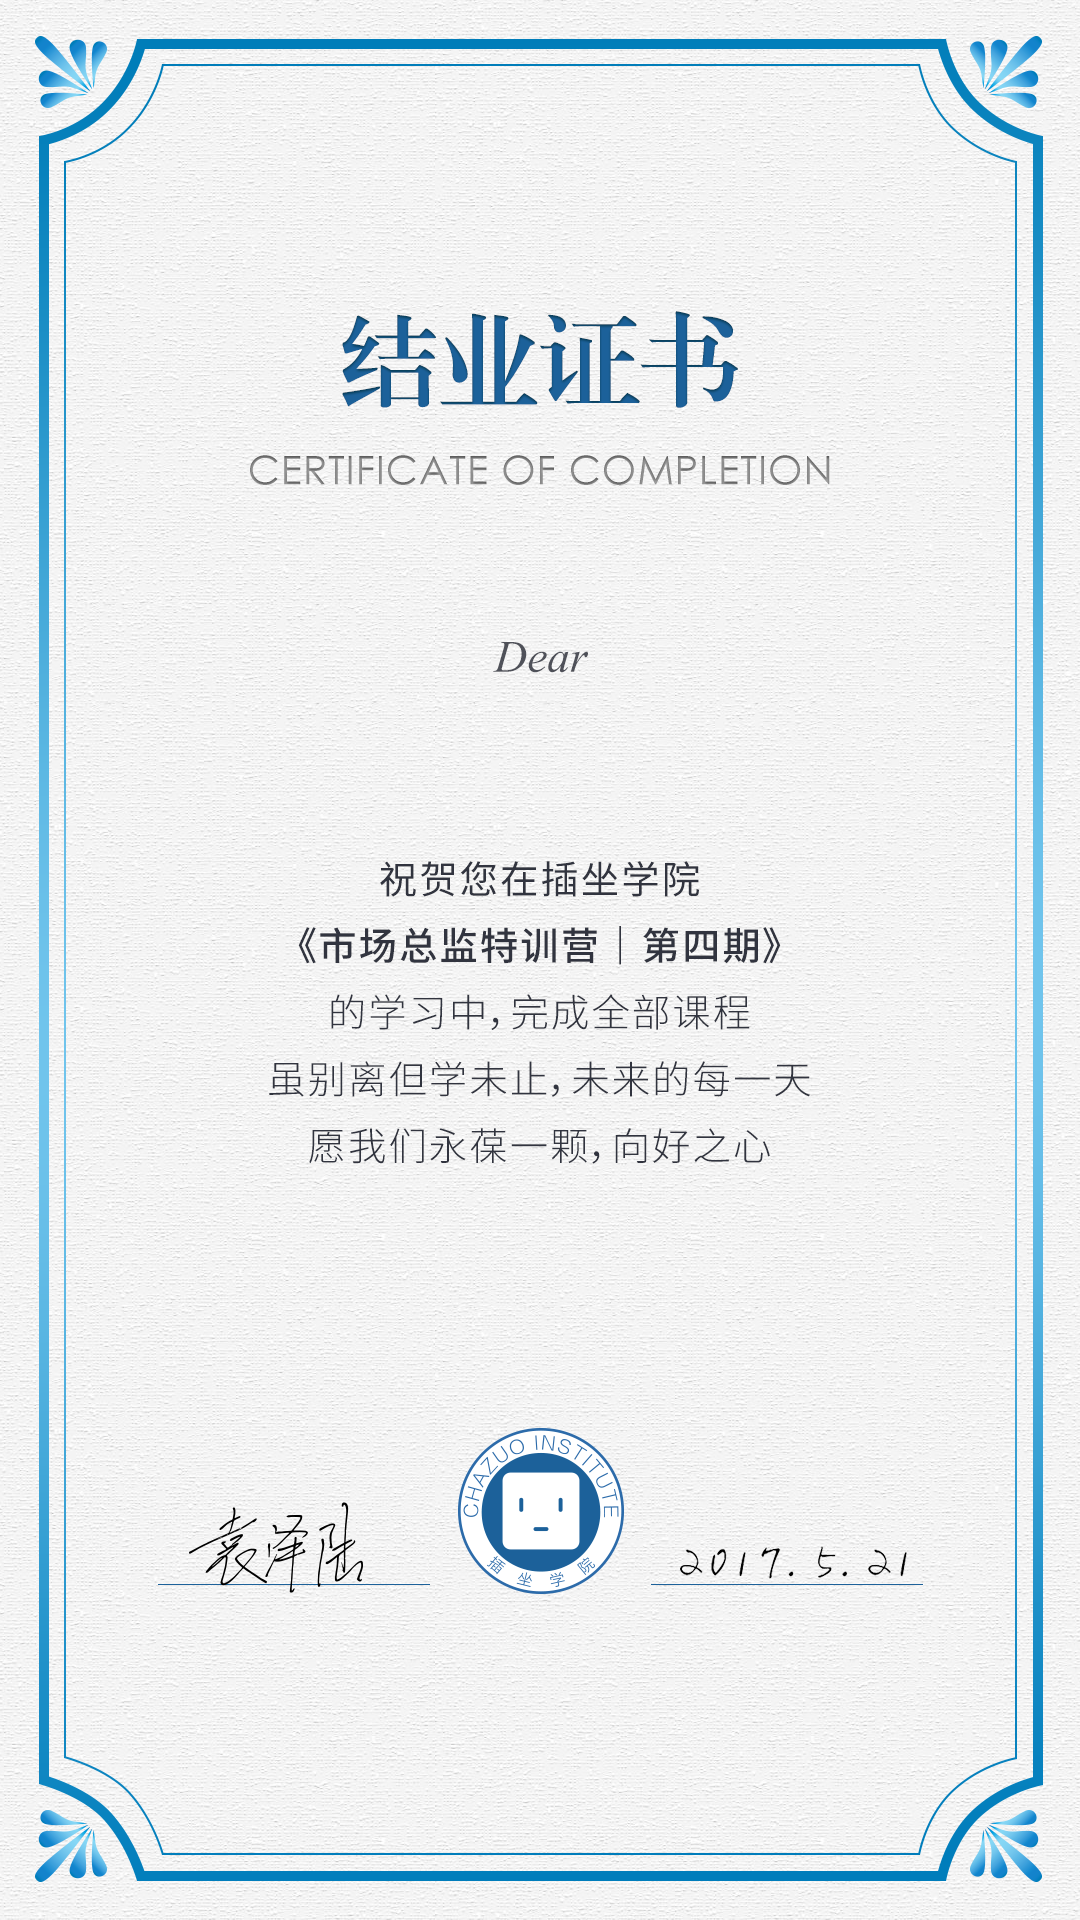 结业证书
CERTIFICATE OF COMPLETION
Dear
祝贺您在插坐学院
《市场总监特训营｜第四期》
的学习中，完成全部课程
虽别离但学未止，未来的每一天
愿我们永葆一颗，向好之心
CHAZUO INSTITUTE
插坐学院
袁泽陆
2017.5.21